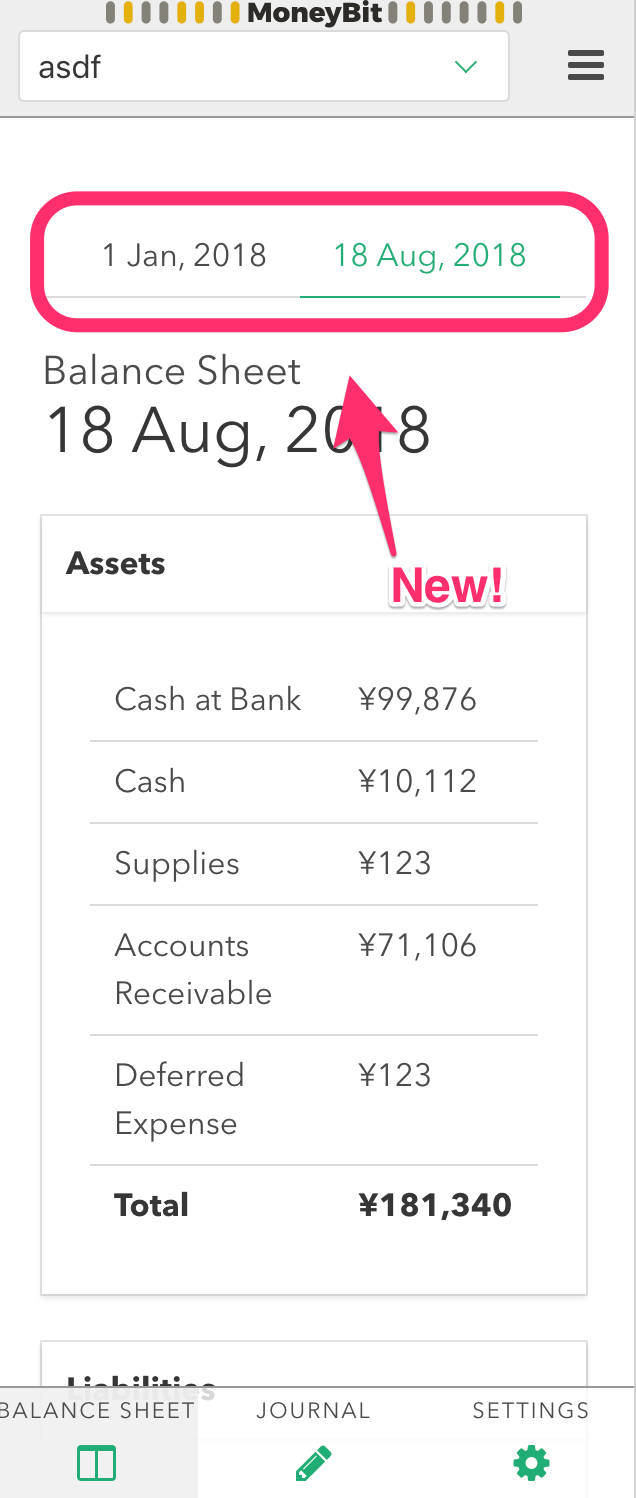 MoneyBit
asdf
1 Jan, 2018 18 Aug, 2018
Balance Sheet
18 Aug, 2018
New!
Assets
Cash at Bank ¥99,876
Cash ¥10,112
Supplies ¥123
Accounts ¥71,106
Receivable
Deferred ¥123
Expense
Total ¥181,340
Liabilities
BALANCE SHEET JOURNAL SETTINGS